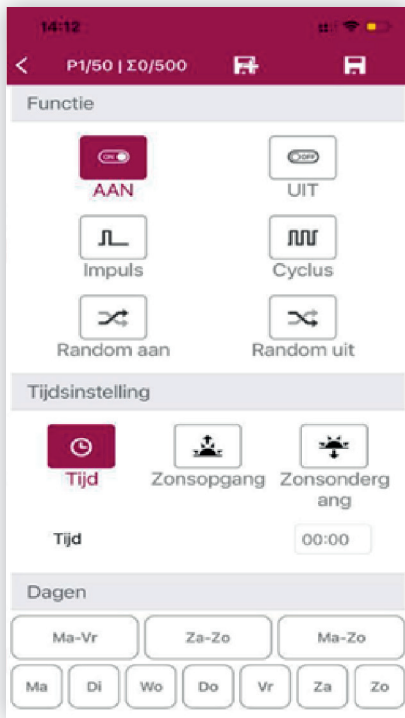 14:12
P1/50 | Σ0/500
Functie
ON OFF
AAN UIT
Impuls Cyclus
Random aan Random uit
Tijdsinstelling
Tijd Zonsopgang Zonsonderg
ang
Tijd 00:00
Dagen
Ma-Vr Za-Zo Ma-Zo
Ma Di Wo Do Vr Za Zo